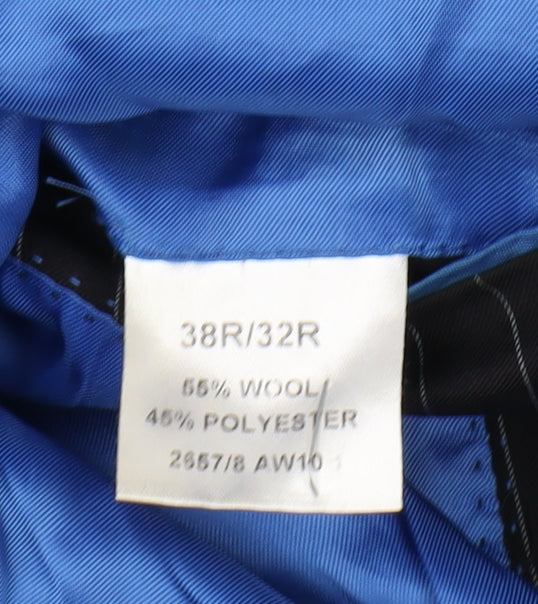 38R/32R
55% WOOL/
45% POLYESTER
2657/8 AW10